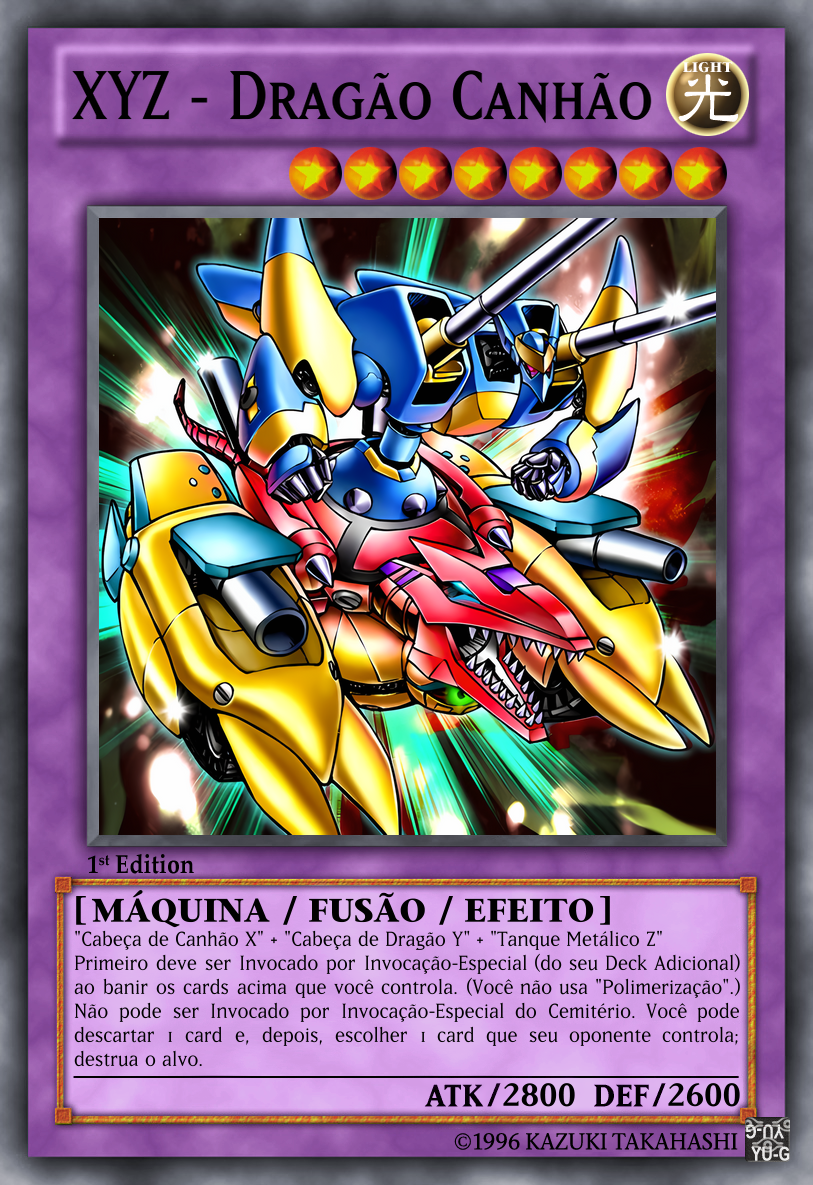 XYZ - Dragão Canhão
LIGHT
光
1st Edition
[ MÁQUINA / FUSÃO / EFEITO ]
"Cabeça de Canhão X" + "Cabeça de Dragão Y" + "Tanque Metálico Z"
Primeiro deve ser Invocado por Invocação-Especial (do seu Deck Adicional)
ao banir os cards acima que você controla. (Você não usa "Polimerização".)
Não pode ser Invocado por Invocação-Especial do Cemitério. Você pode
descartar 1 card e, depois, escolher 1 card que seu oponente controla;
destrua o alvo.
ATK/2800 DEF/2600
©1996 KAZUKI TAKAHASHI
YU-G
YU-G